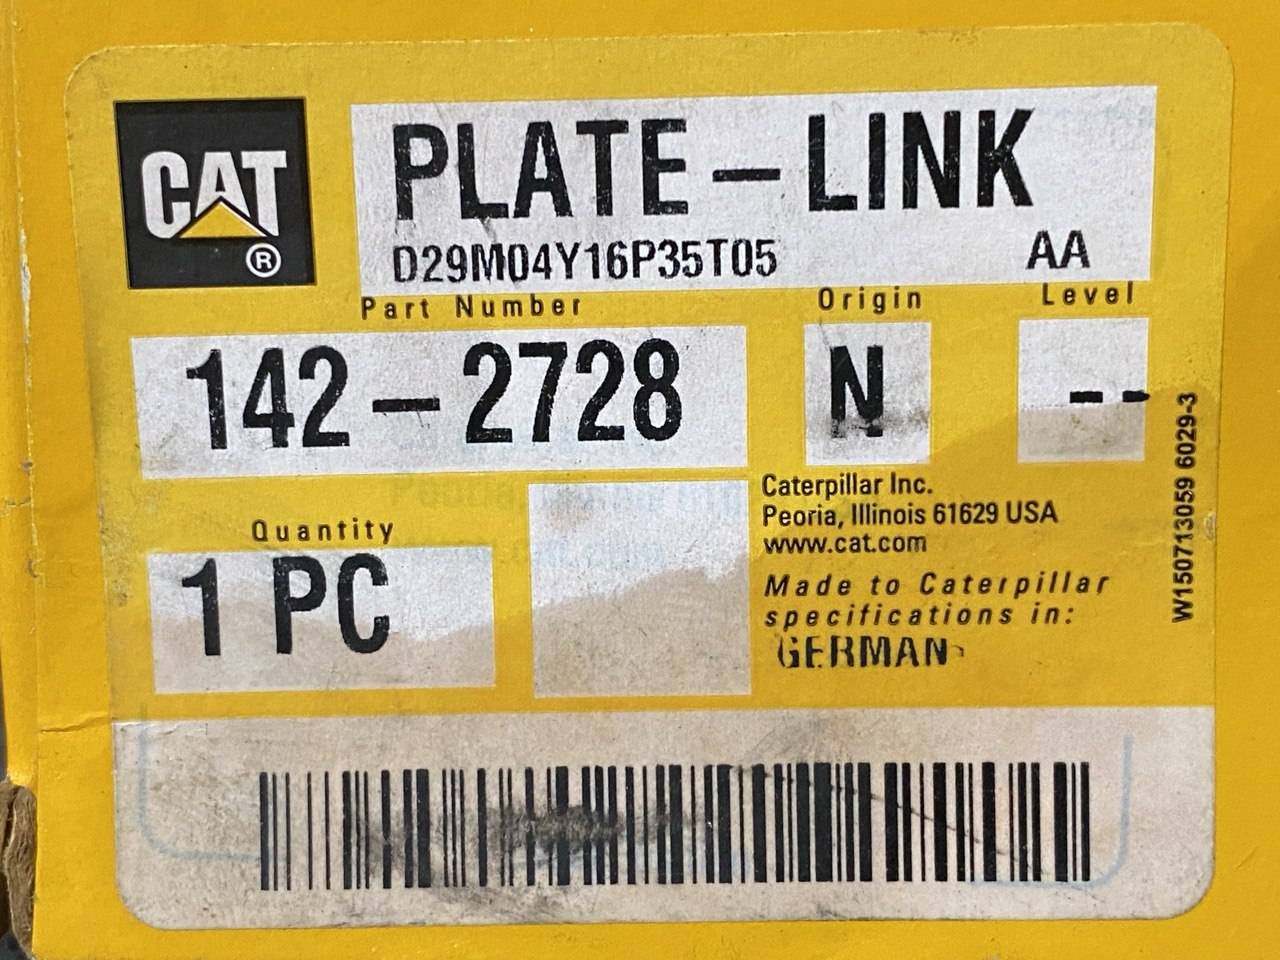 CAT
®
PLATE-LINK
D29M04Y16P35T05 AA
Part Number Origin Level
142-2728 N --
Quantity
1 PC
Caterpillar Inc.
Peoria, Illinois 61629 USA
www.cat.com
Made to Caterpillar
specifications in:
GERMAN
W150713059 6029-3